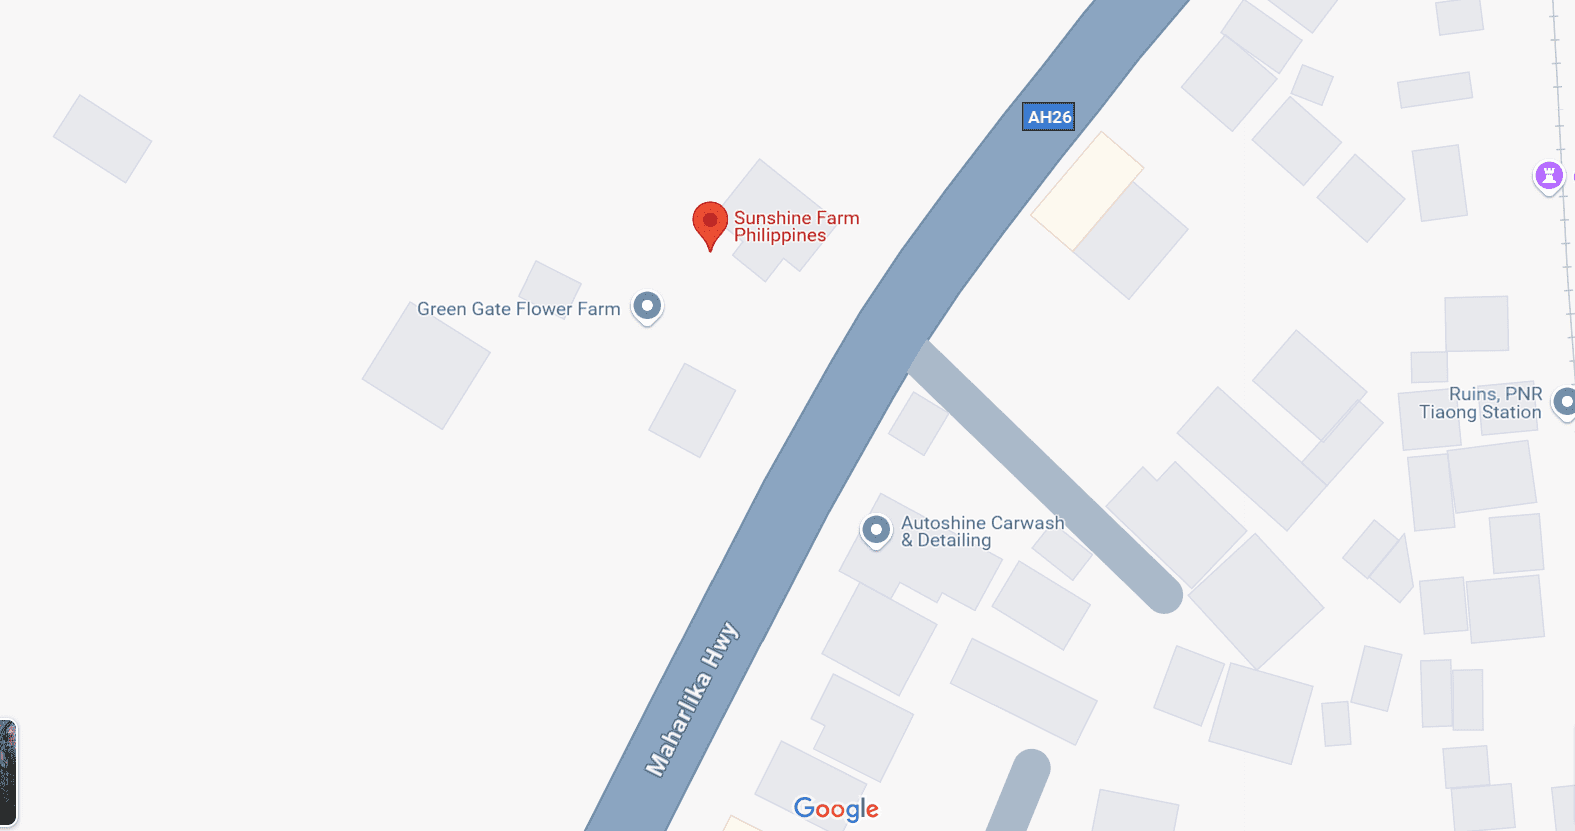 AH26
Sunshine Farm
Philippines
Green Gate Flower Farm
Ruins, PNR
Tiaong Station
Autoshine Carwash
& Detailing
Maharlika Hwy
Google